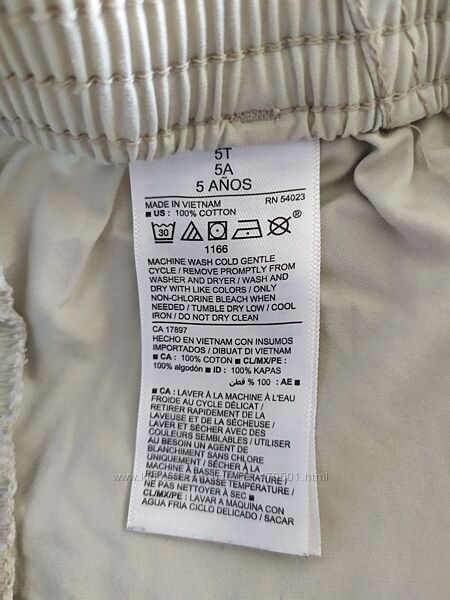 5T
5A
5 AÑOS
MADE IN VIETNAM RN 54023
■ US : 100% COTTON
30
1166
MACHINE WASH COLD GENTLE
CYCLE / REMOVE PROMPTLY FROM
WASHER AND DRYER / WASH AND
DRY WITH LIKE COLORS / ONLY
NON-CHLORINE BLEACH WHEN
NEEDED / TUMBLE DRY LOW / COOL
IRON / DO NOT DRY CLEAN
CA 17897
HECHO EN VIETNAM CON INSUMOS
IMPORTADOS / DIBUAT DI VIETNAM
■ CA : 100% COTON ■ CL/MX/PE :
100% algodón ■ ID : 100% KAPAS
■ AE : 100 % قطن
■ CA : LAVER À LA MACHINE À L'EAU
FROIDE AU CYCLE DÉLICAT /
RETIRER RAPIDEMENT DE LA
LAVEUSE ET DE LA SÉCHEUSE /
LAVER ET SÉCHER AVEC DES
COULEURS SEMBLABLES / UTILISER
AU BESOIN UN AGENT DE
BLANCHIMENT SANS CHLORE
UNIQUEMENT / SÉCHER À LA
MACHINE À BASSE TEMPÉRATURE /
REPASSER À BASSE TEMPÉRATURE /
NE PAS NETTOYER À SEC ■
CL/MX/PE : LAVAR A MAQUINA CON
AGUA FRIA CICLO DELICADO / SACAR